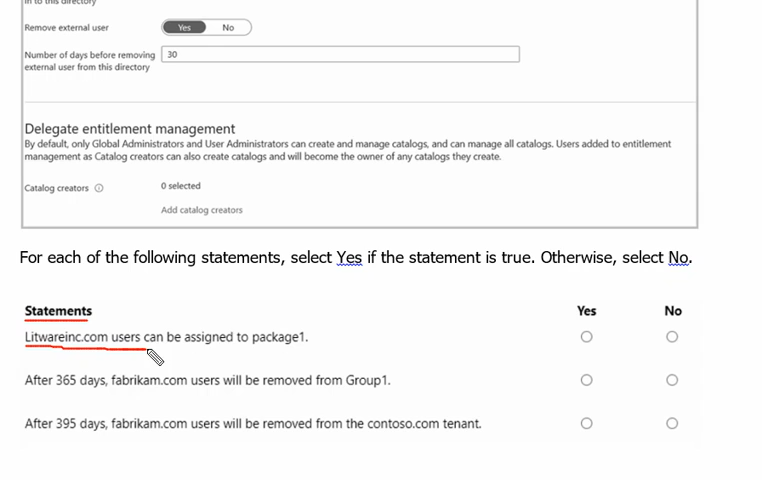 in to this directory
Remove external user Yes No
Number of days before removing 30
external user from this directory
Delegate entitlement management
By default, only Global Administrators and User Administrators can create and manage catalogs, and can manage all catalogs. Users added to entitlement
management as Catalog creators can also create catalogs and will become the owner of any catalogs they create.
Catalog creators 0 selected
Add catalog creators
For each of the following statements, select Yes if the statement is true. Otherwise, select No.
Statements Yes No
Litwareinc.com users can be assigned to package1.
After 365 days, fabrikam.com users will be removed from Group1.
After 395 days, fabrikam.com users will be removed from the contoso.com tenant.